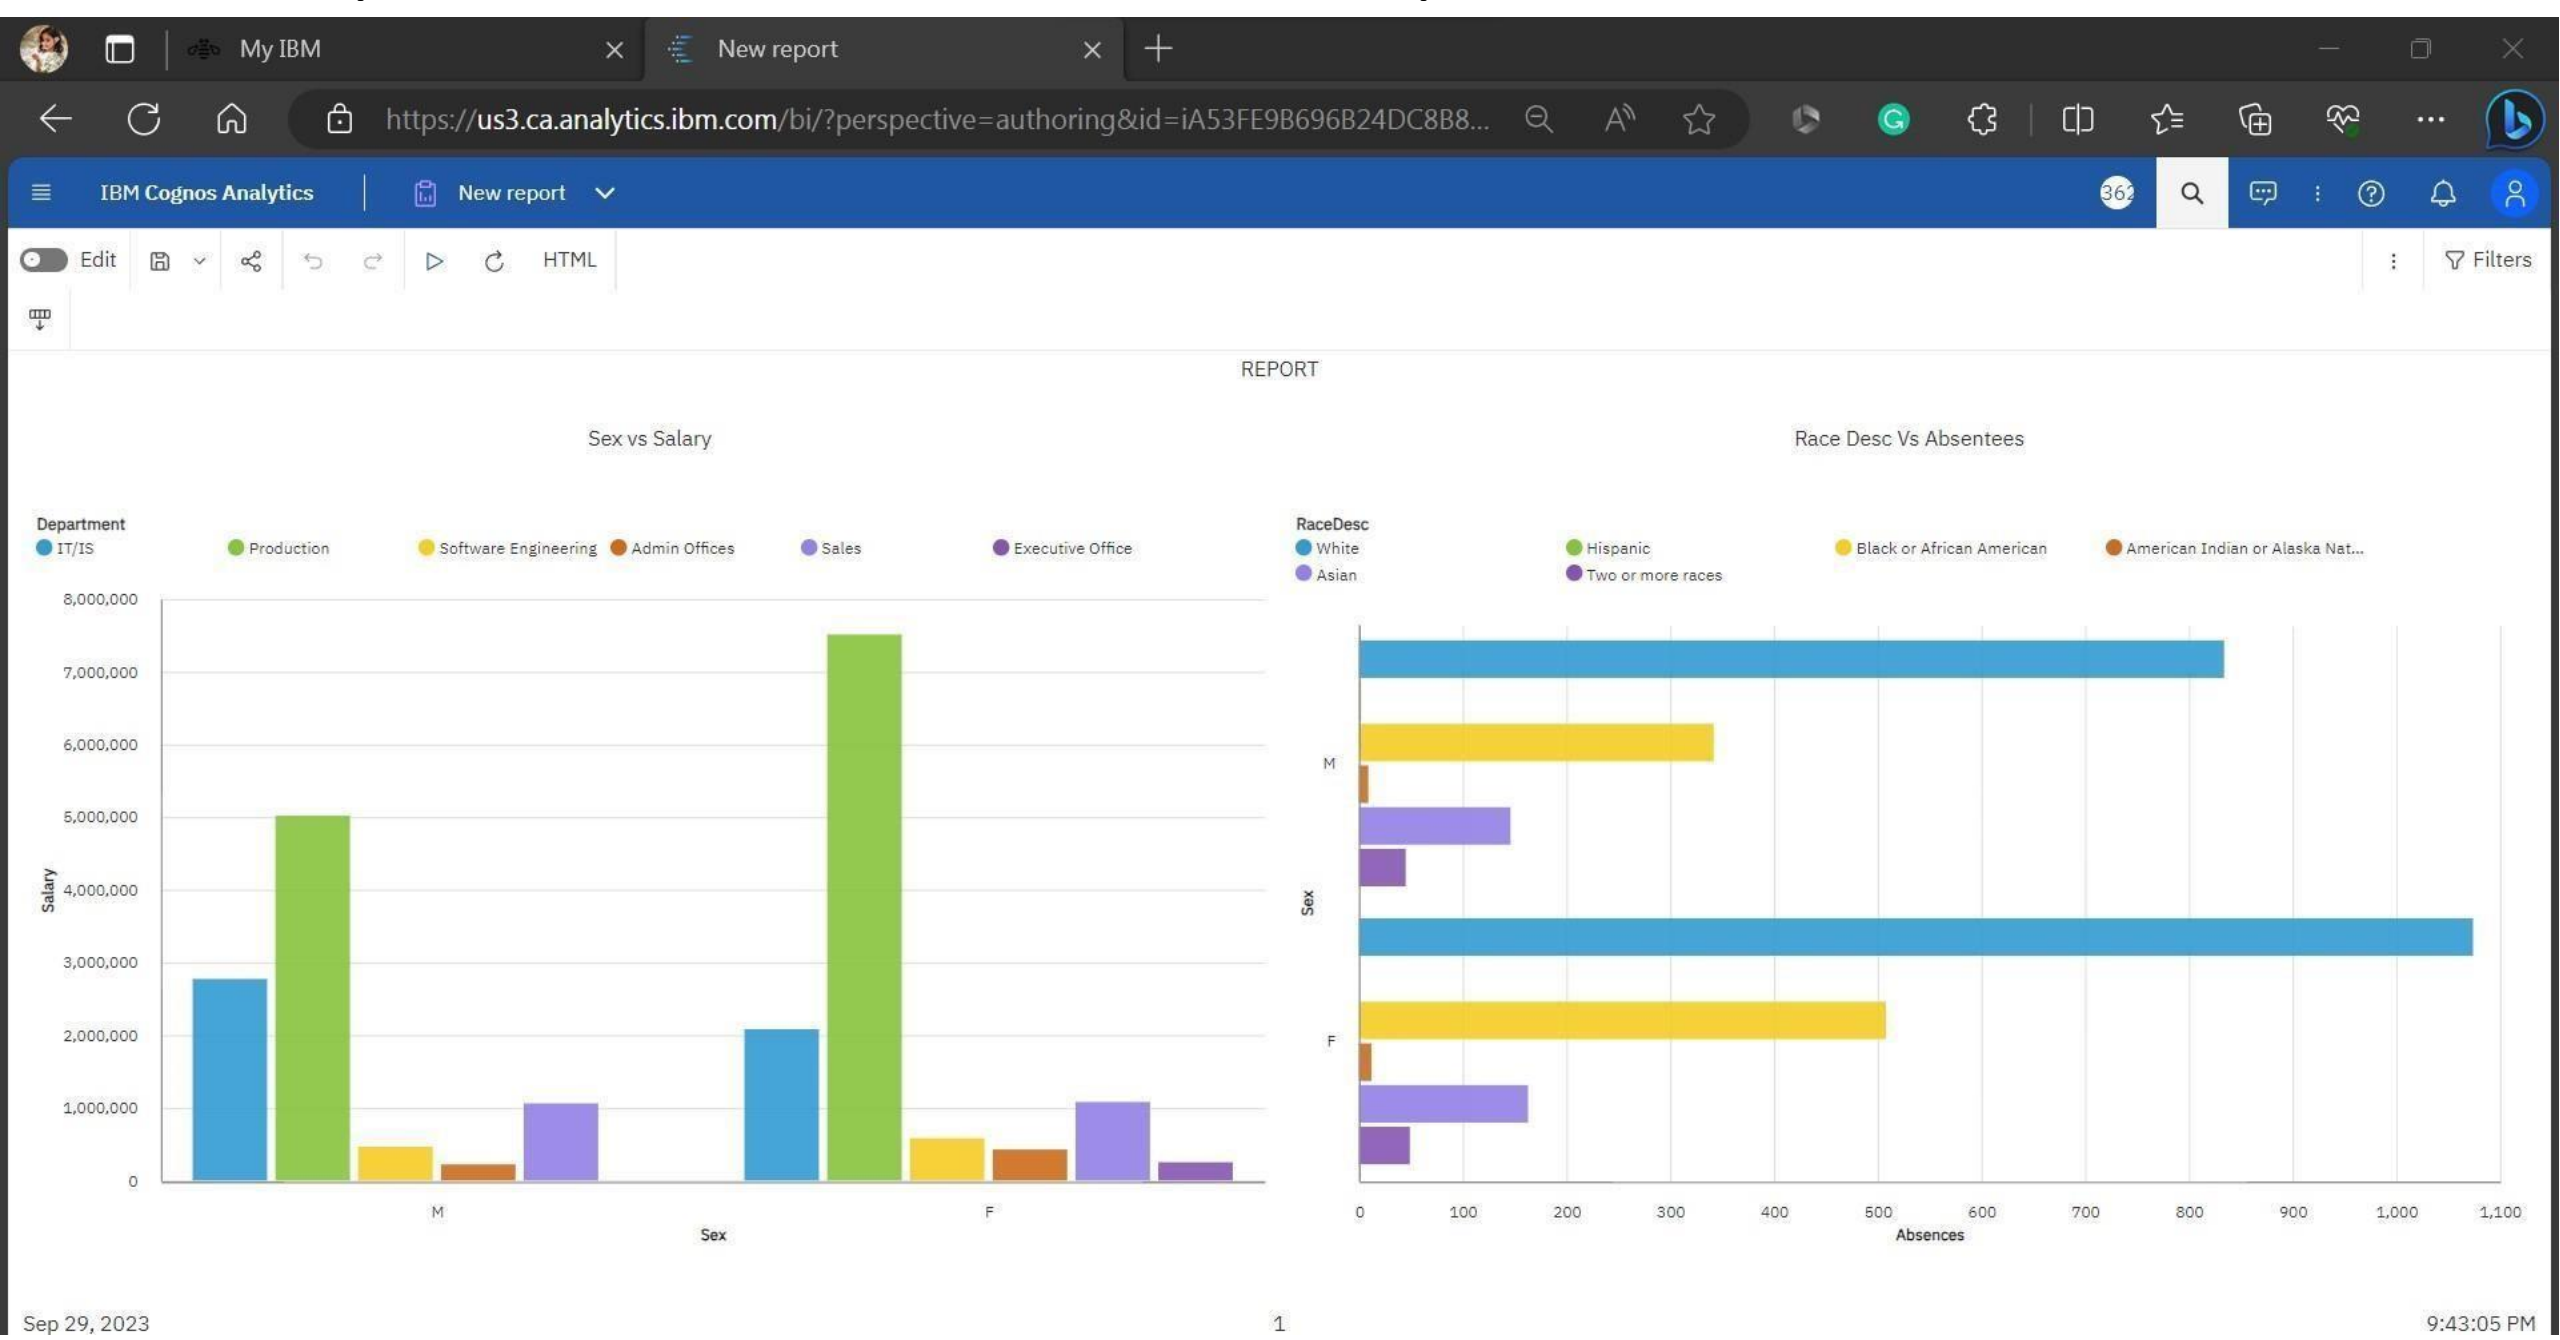 My IBM
New report
https://us3.ca.analytics.ibm.com/bi/?perspective=authoring&id=iA53FE9B696B24DC8B8...
IBM Cognos Analytics
New report
362
Edit
HTML
Filters
REPORT
Sex vs Salary
Department
IT/IS Production Software Engineering Admin Offices Sales Executive Office
8,000,000
7,000,000
6,000,000
5,000,000
4,000,000
3,000,000
2,000,000
1,000,000
0
Salary
M F
Sex
Race Desc Vs Absentees
RaceDesc
White Hispanic Black or African American American Indian or Alaska Nat...
Asian Two or more races
M
Sex
F
0 100 200 300 400 500 600 700 800 900 1,000 1,100
Absences
Sep 29, 2023
1
9:43:05 PM